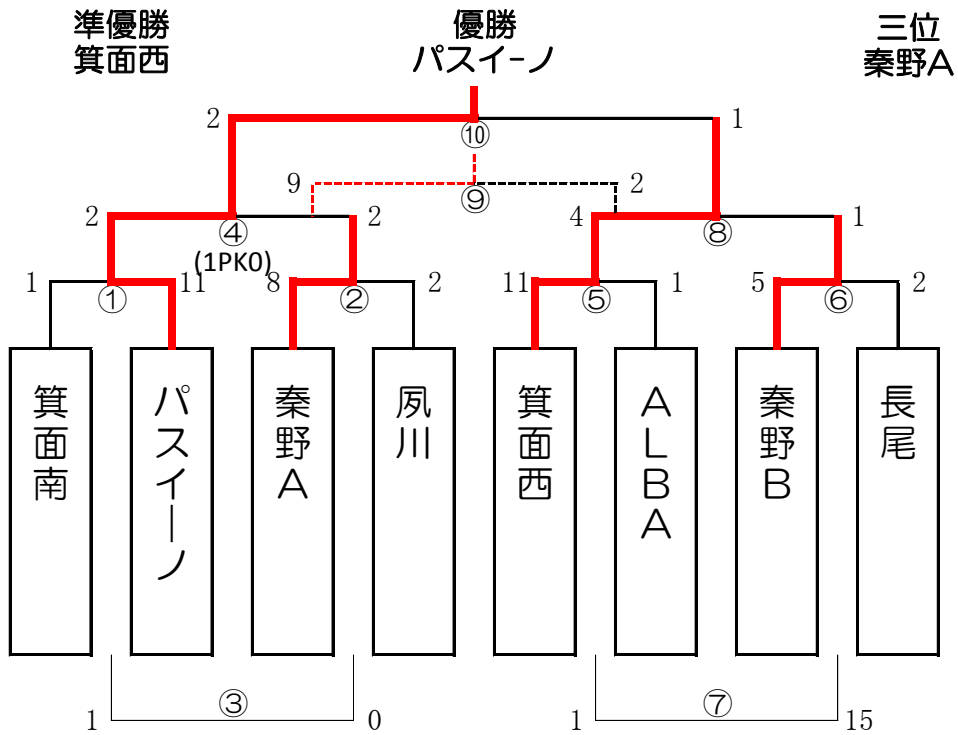 準優勝
箕面西
優勝
パスイーノ
三位
秦野A
2
⑩
1
9
⑨
2
2
④
2
4
⑧
1
(1PK0)
1
①
11
8
②
2
11
⑤
1
5
⑥
2
箕面南
パスイーノ
秦野A
夙川
箕面西
ALBA
秦野B
長尾
1
③
0
1
⑦
15